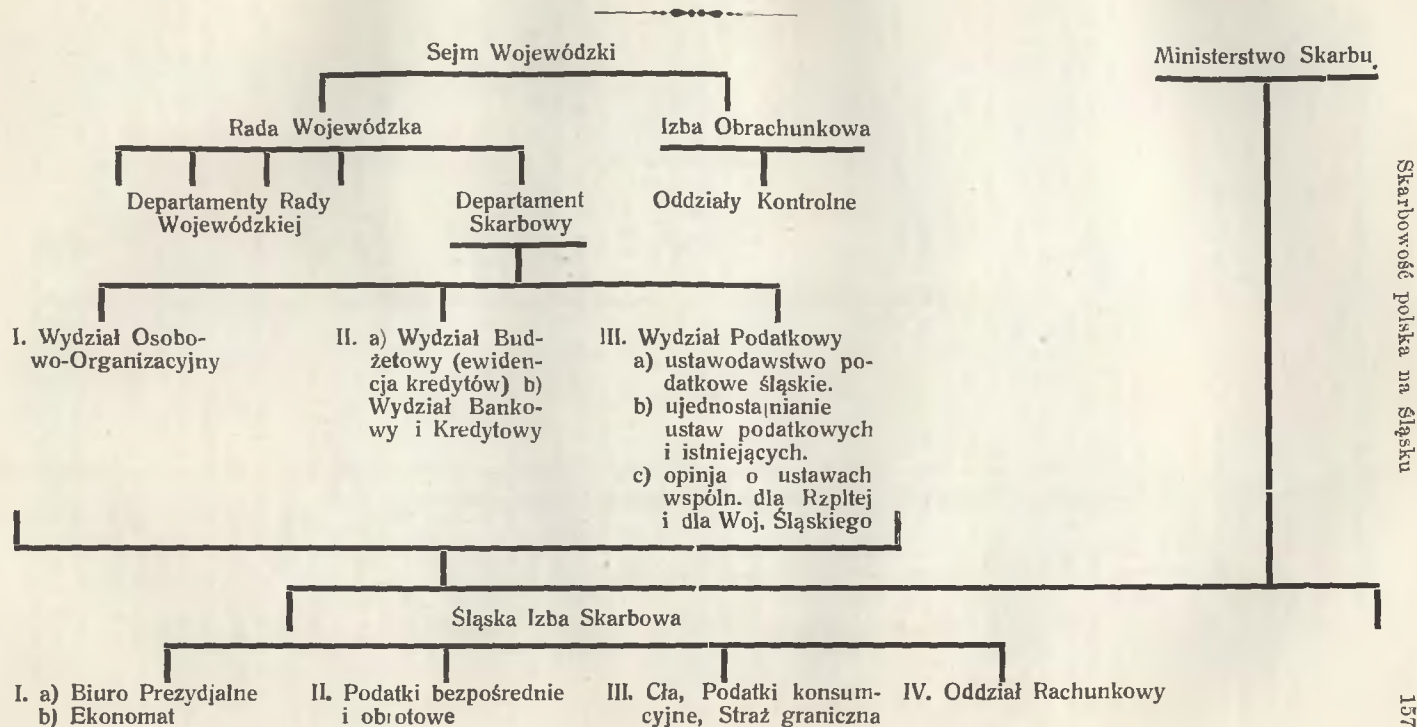 Sejm Wojewódzki
Ministerstwo Skarbu.
Rada Wojewódzka
Izba Obrachunkowa
Departamenty Rady
Wojewódzkiej
Departament
Skarbowy
Oddziały Kontrolne
I. Wydział Osobo-
wo-Organizacyjny
II. a) Wydział Bud-
żetowy (ewiden-
cja kredytów) b)
Wydział Banko-
wy i Kredytowy
III. Wydział Podatkowy
a) ustawodawstwo po-
datkowe śląskie.
b) ujednostajnianie
ustaw podatkowych
i istniejących.
c) opinja o ustawach
wspóln. dla Rzpltej
i dla Woj. Śląskiego
Śląska Izba Skarbowa
I. a) Biuro Prezydjalne
b) Ekonomat
II. Podatki bezpośrednie
i obrotowe
III. Cła, Podatki konsum-
cyjne, Straż graniczna
IV. Oddział Rachunkowy
Skarbowość polska na Śląsku
157